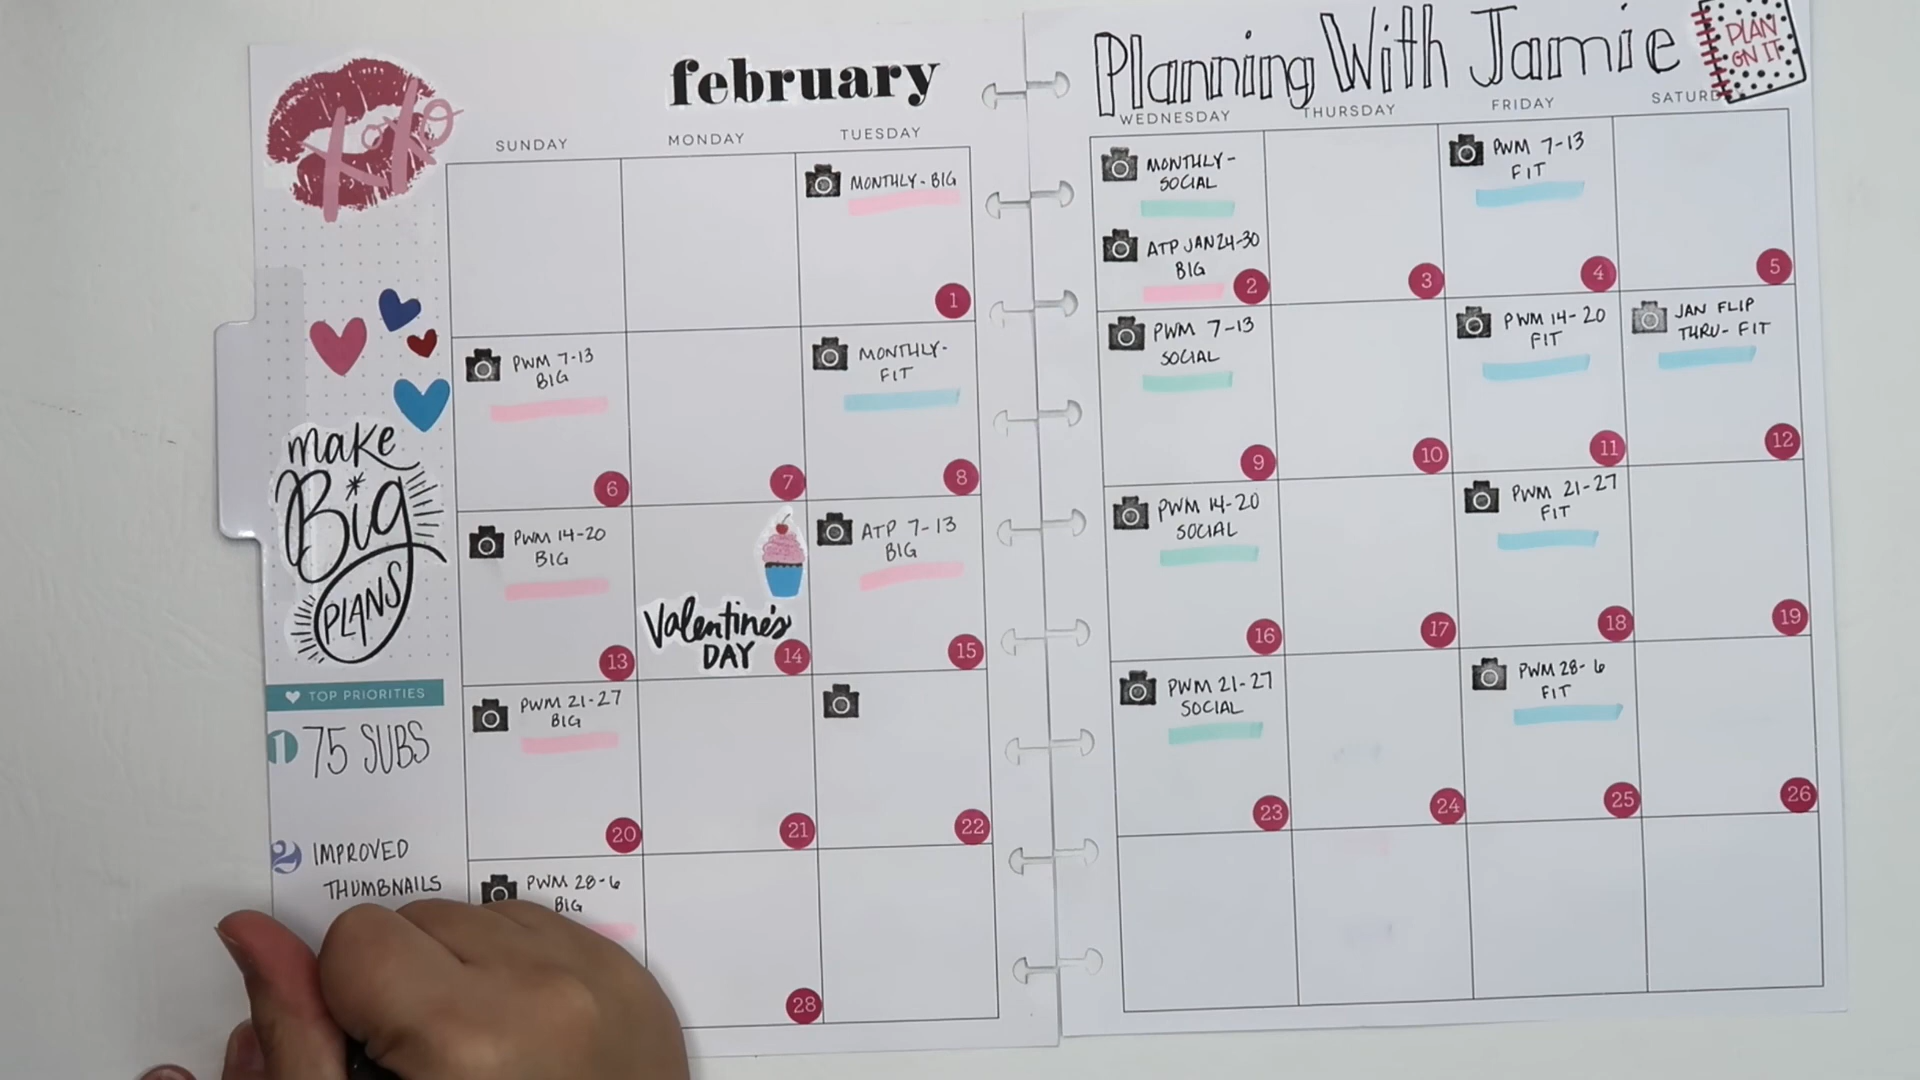 february
Planning With Jamie
PLAN
ON IT
xoxo
SUNDAY
MONDAY
TUESDAY
WEDNESDAY
THURSDAY
FRIDAY
MONTHLY - BIG
1
MONTHLY -
SOCIAL
ATP JAN 24-30
BIG
2
3
PWM 7-13
FIT
4
5
PWM 7-13
BIG
6
7
MONTHLY-
FIT
8
PWM 7-13
SOCIAL
9
10
PWM 14-20
FIT
11
JAN FLIP
THRU- FIT
12
make
Big
PLANS
PWM 14-20
BIG
13
Valentine's
DAY
14
ATP 7-13
BIG
15
PWM 14-20
SOCIAL
16
17
PWM 21-27
FIT
18
19
TOP PRIORITIES
1 75 SUBS
2 IMPROVED
THUMBNAILS
PWM 21-27
BIG
20
21
22
PWM 21-27
SOCIAL
23
24
PWM 28-6
FIT
25
26
PWM 28-6
BIG
28